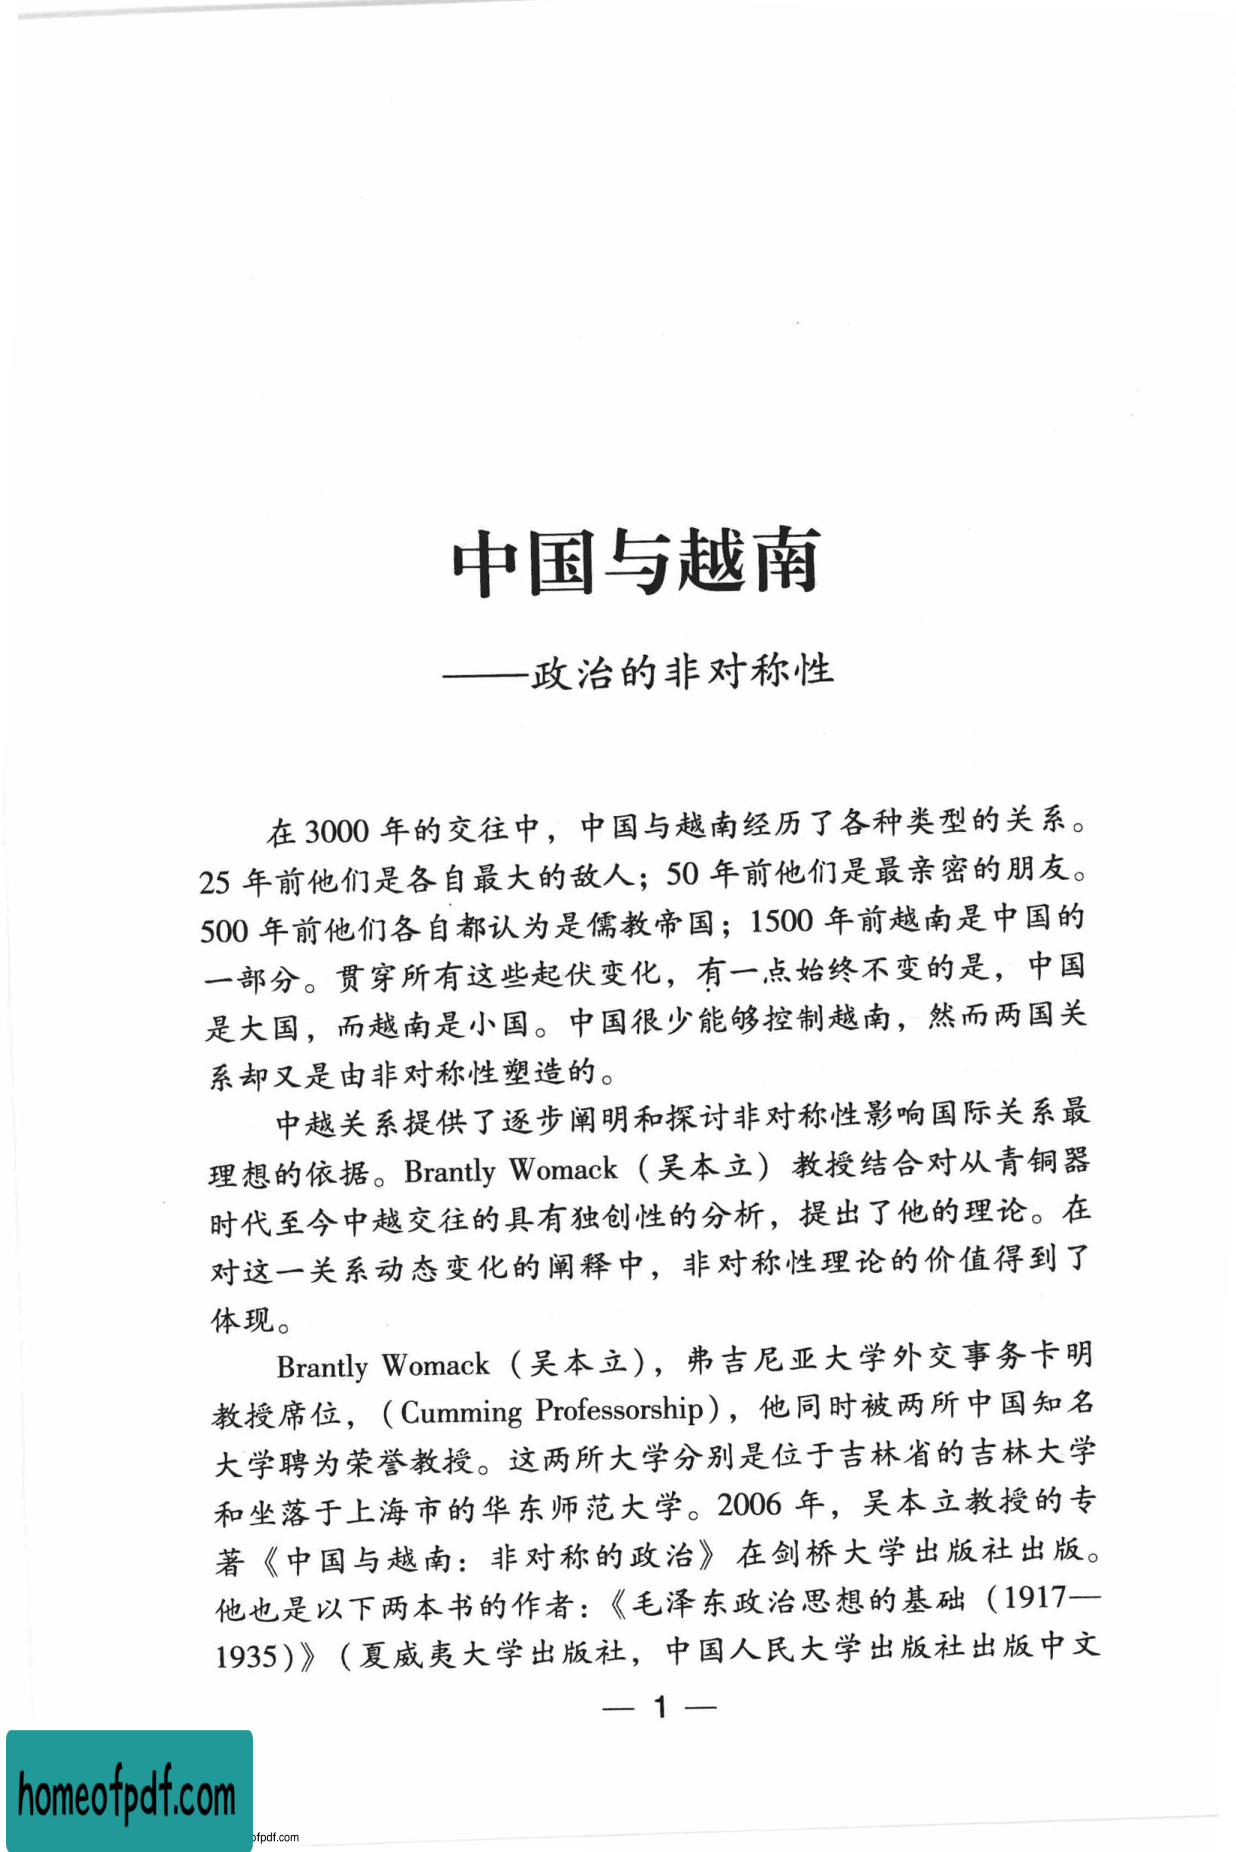 中国与越南
——政治的非对称性
在 3000 年的交往中，中国与越南经历了各种类型的关系。
25 年前他们是各自最大的敌人；50 年前他们是最亲密的朋友。
500 年前他们各自都认为是儒教帝国；1500 年前越南是中国的
一部分。贯穿所有这些起伏变化，有一点始终不变的是，中国
是大国，而越南是小国。中国很少能够控制越南，然而两国关
系却又是由非对称性塑造的。
中越关系提供了逐步阐明和探讨非对称性影响国际关系最
理想的依据。Brantly Womack（吴本立）教授结合对从青铜器
时代至今中越交往的具有独创性的分析，提出了他的理论。在
对这一关系动态变化的阐释中，非对称性理论的价值得到了
体现。
Brantly Womack（吴本立），弗吉尼亚大学外交事务卡明
教授席位，（Cumming Professorship），他同时被两所中国知名
大学聘为荣誉教授。这两所大学分别是位于吉林省的吉林大学
和坐落于上海市的华东师范大学。2006 年，吴本立教授的专
著《中国与越南：非对称的政治》在剑桥大学出版社出版。
他也是以下两本书的作者：《毛泽东政治思想的基础（1917—
1935）》（夏威夷大学出版社，中国人民大学出版社出版中文
— 1 —
homeofpdf.com
ofpdf.com